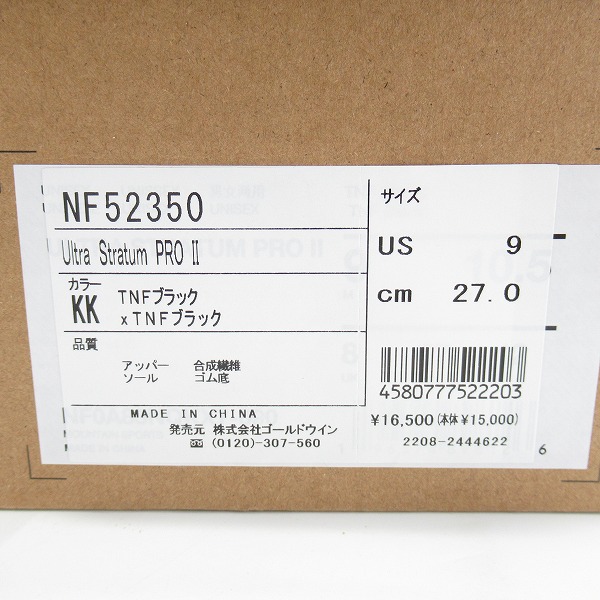 NF52350
Ultra Stratum PRO Ⅱ
カラー
KK
TNFブラック
xTNFブラック
品質
アッパー 合成繊維
ソール ゴム底
MADE IN CHINA
発売元 株式会社ゴールドウイン
☎ (0120)-307-560
サイズ
US 9
cm 27.0
4580777522203
¥16,500(本体¥15,000)
2208-2444622
10.5
6